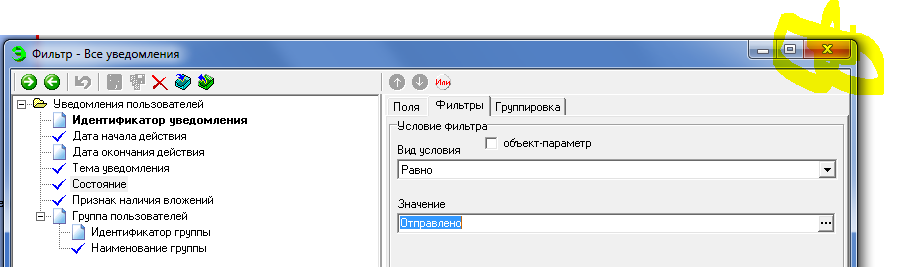 Фильтр - Все уведомления
Или
Уведомления пользователей
Идентификатор уведомления
Дата начала действия
Дата окончания действия
Тема уведомления
Состояние
Признак наличия вложений
Группа пользователей
Идентификатор группы
Наименование группы
Поля Фильтры Группировка
Условие фильтра
Вид условия объект-параметр
Равно
Значение
Отправлено ...